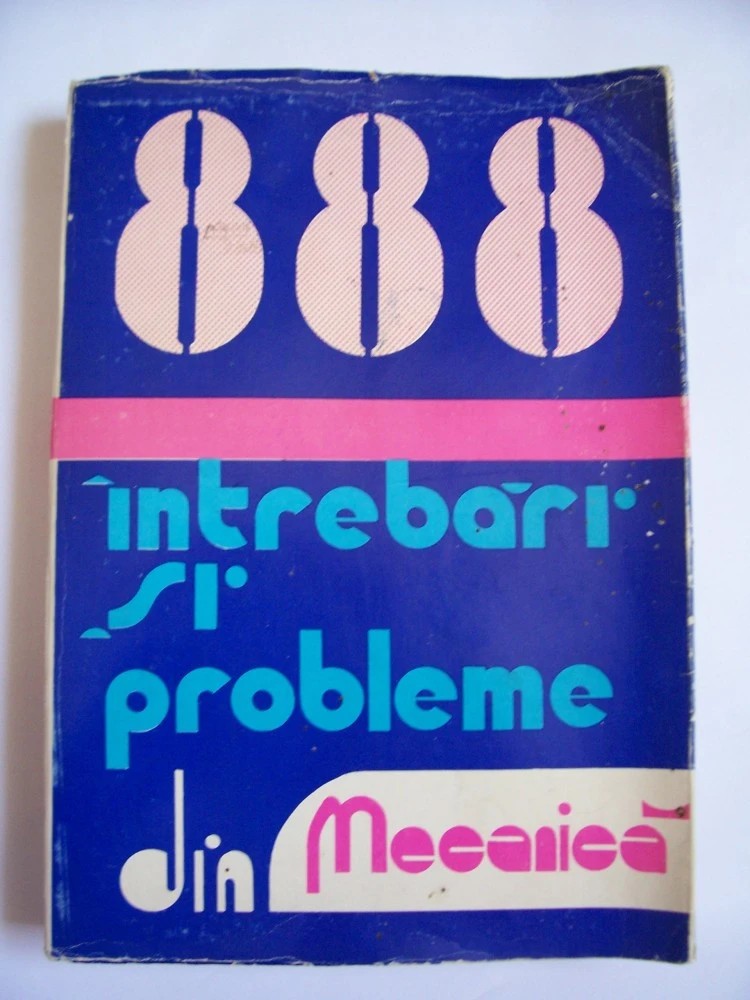 888
întrebări
și
probleme
din Mecanică